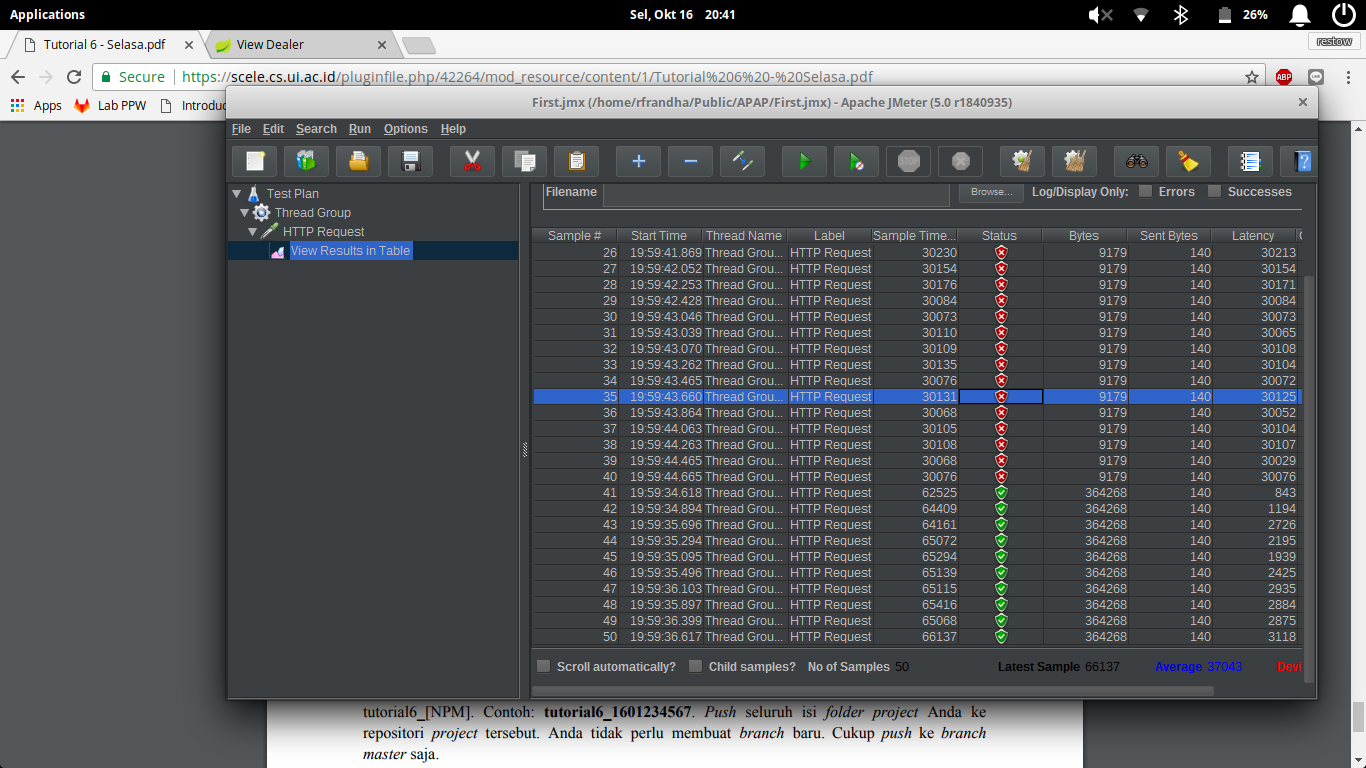 Applications Sel, Okt 16 20:41 26%
Tutorial 6 - Selasa.pdf View Dealer restow
Secure https://scele.cs.ui.ac.id/pluginfile.php/42264/mod_resource/content/1/Tutorial%206%20-%20Selasa.pdf ABP
Apps Lab PPW Introduc
First.jmx (/home/rfrandha/Public/APAP/First.jmx) - Apache JMeter (5.0 r1840935)
File Edit Search Run Options Help
Test Plan
Thread Group
HTTP Request
View Results in Table
Filename Browse... Log/Display Only: Errors Successes
Sample # Start Time Thread Name Label Sample Time... Status Bytes Sent Bytes Latency
26 19:59:41.869 Thread Grou... HTTP Request 30230 9179 140 30213
27 19:59:42.052 Thread Grou... HTTP Request 30154 9179 140 30154
28 19:59:42.253 Thread Grou... HTTP Request 30176 9179 140 30171
29 19:59:42.428 Thread Grou... HTTP Request 30084 9179 140 30084
30 19:59:43.046 Thread Grou... HTTP Request 30073 9179 140 30073
31 19:59:43.039 Thread Grou... HTTP Request 30110 9179 140 30065
32 19:59:43.070 Thread Grou... HTTP Request 30109 9179 140 30108
33 19:59:43.262 Thread Grou... HTTP Request 30135 9179 140 30104
34 19:59:43.465 Thread Grou... HTTP Request 30076 9179 140 30072
35 19:59:43.660 Thread Grou... HTTP Request 30131 9179 140 30125
36 19:59:43.864 Thread Grou... HTTP Request 30068 9179 140 30052
37 19:59:44.063 Thread Grou... HTTP Request 30105 9179 140 30104
38 19:59:44.263 Thread Grou... HTTP Request 30108 9179 140 30107
39 19:59:44.465 Thread Grou... HTTP Request 30068 9179 140 30029
40 19:59:44.665 Thread Grou... HTTP Request 30076 9179 140 30076
41 19:59:34.618 Thread Grou... HTTP Request 62525 364268 140 843
42 19:59:34.894 Thread Grou... HTTP Request 64409 364268 140 1194
43 19:59:35.696 Thread Grou... HTTP Request 64161 364268 140 2726
44 19:59:35.294 Thread Grou... HTTP Request 65072 364268 140 2195
45 19:59:35.095 Thread Grou... HTTP Request 65294 364268 140 1939
46 19:59:35.496 Thread Grou... HTTP Request 65139 364268 140 2425
47 19:59:36.103 Thread Grou... HTTP Request 65115 364268 140 2935
48 19:59:35.897 Thread Grou... HTTP Request 65416 364268 140 2884
49 19:59:36.399 Thread Grou... HTTP Request 65068 364268 140 2875
50 19:59:36.617 Thread Grou... HTTP Request 66137 364268 140 3118
Scroll automatically? Child samples? No of Samples 50 Latest Sample 66137 Average 37043 Devi
tutorial6_[NPM]. Contoh: tutorial6_1601234567. Push seluruh isi folder project Anda ke
repositori project tersebut. Anda tidak perlu membuat branch baru. Cukup push ke branch
master saja.